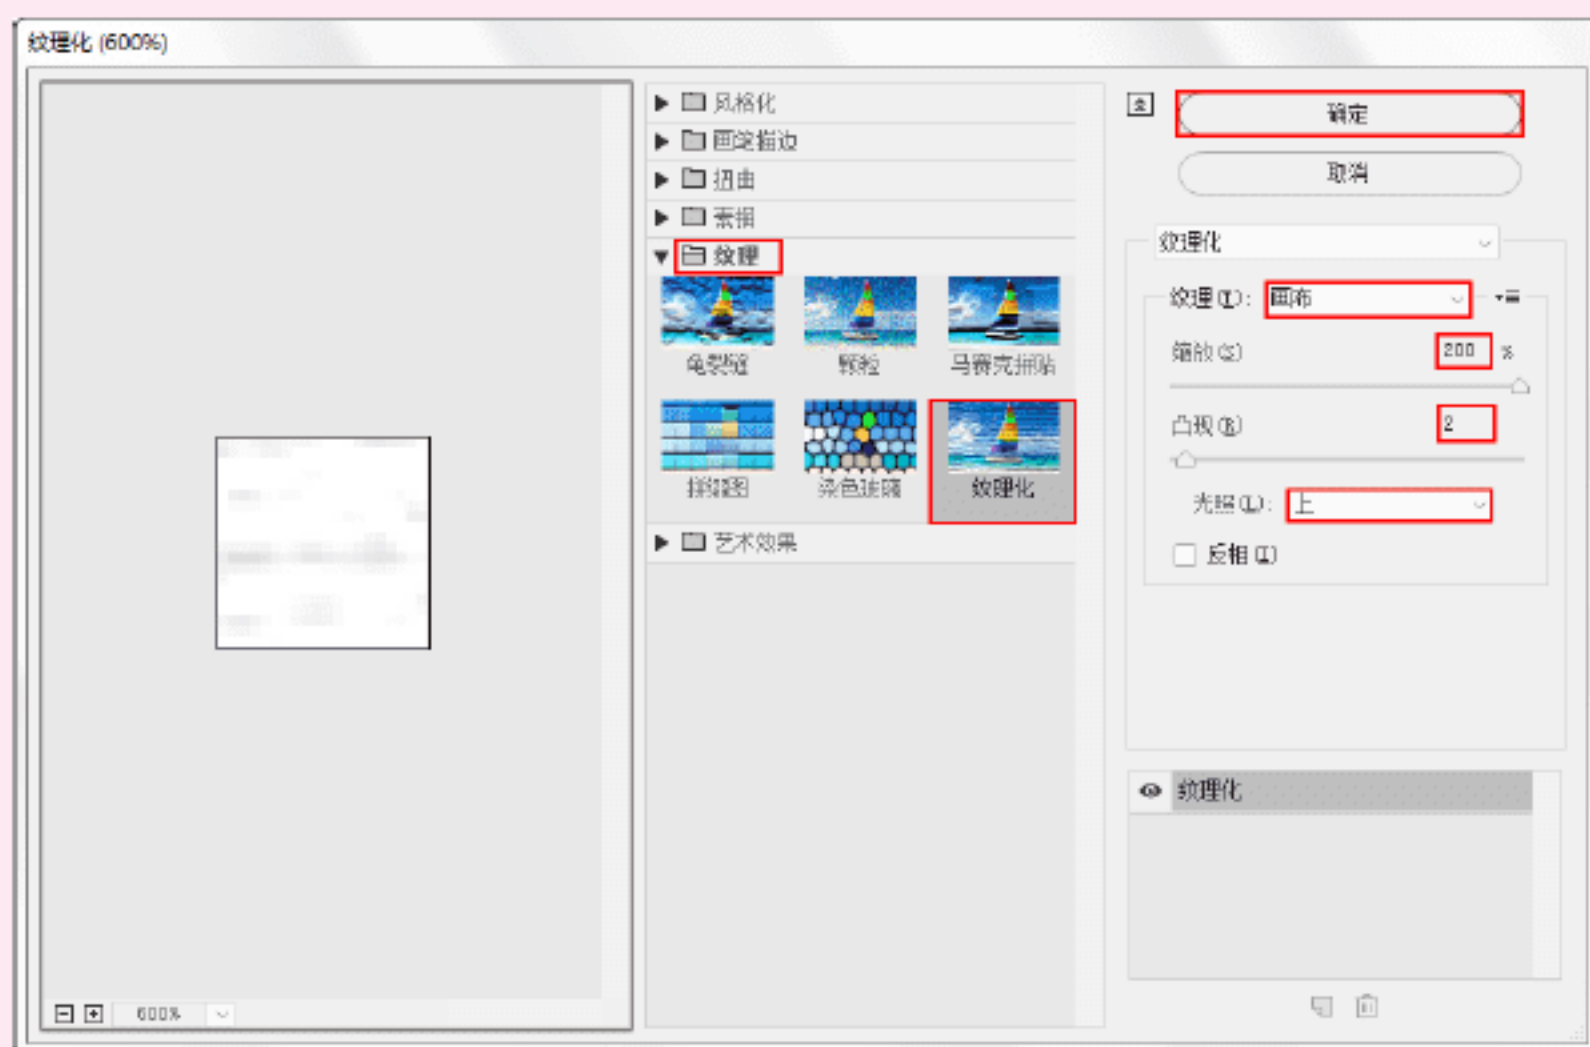 纹理化 (600%)
风格化
画笔描边
扭曲
素描
纹理
龟裂缝
颗粒
马赛克拼贴
拼缀图
染色玻璃
纹理化
艺术效果
600%
确定
取消
纹理化
纹理(T): 画布
缩放(S) 200 %
凸现(R) 2
光照(L): 上
反相(I)
纹理化